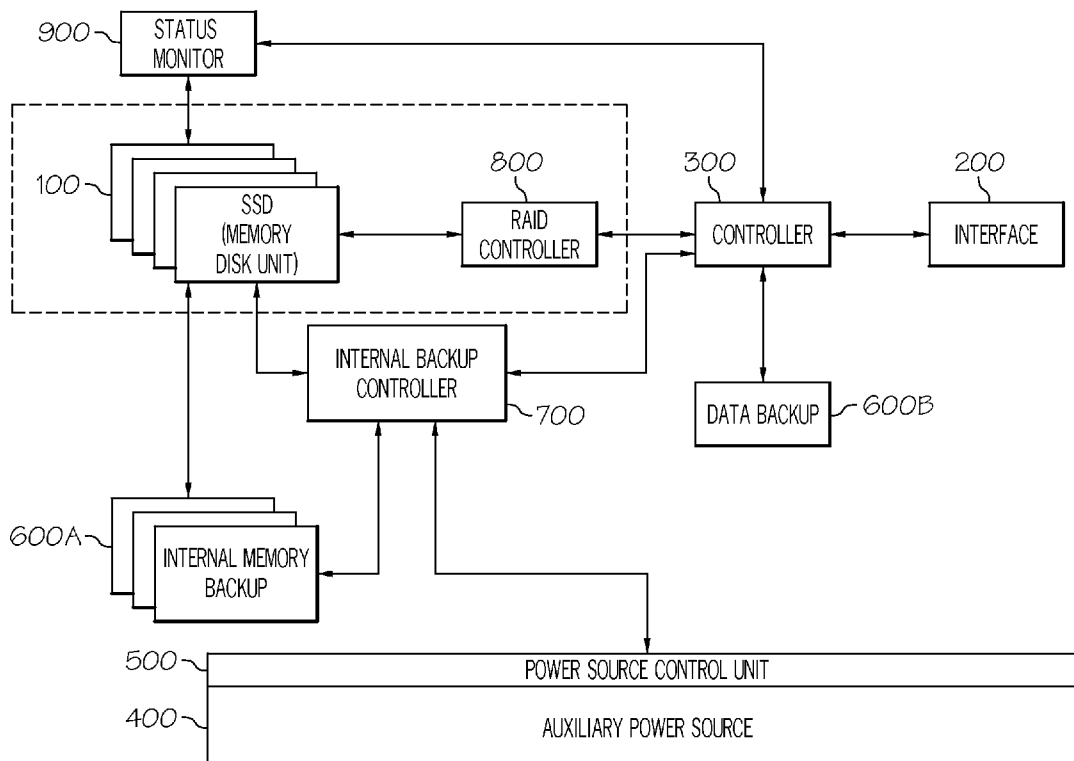 900
STATUS
MONITOR
100
SSD
(MEMORY
DISK UNIT)
800
RAID
CONTROLLER
300
CONTROLLER
200
INTERFACE
INTERNAL BACKUP
CONTROLLER
700
DATA BACKUP
600B
600A
INTERNAL MEMORY
BACKUP
500
POWER SOURCE CONTROL UNIT
400
AUXILIARY POWER SOURCE